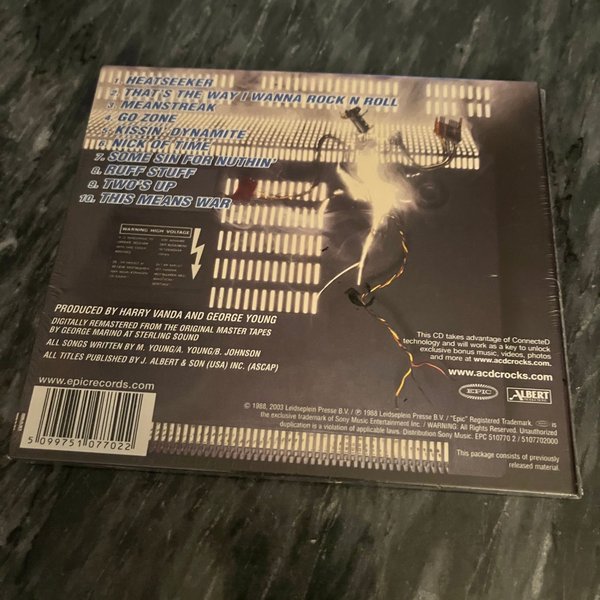 1. HEATSEEKER
2. THAT'S THE WAY I WANNA ROCK N ROLL
3. MEANSTREAK
4. GO ZONE
5. KISSIN' DYNAMITE
6. NICK OF TIME
7. SOME SIN FOR NUTHIN'
8. RUFF STUFF
9. TWO'S UP
10. THIS MEANS WAR
WARNING HIGH VOLTAGE
PRODUCED BY HARRY VANDA AND GEORGE YOUNG
DIGITALLY REMASTERED FROM THE ORIGINAL MASTER TAPES
BY GEORGE MARINO AT STERLING SOUND
ALL SONGS WRITTEN BY M. YOUNG/A. YOUNG/B. JOHNSON
ALL TITLES PUBLISHED BY J. ALBERT & SON (USA) INC. (ASCAP)
www.epicrecords.com
5 099751 077022
This CD takes advantage of ConnecteD
technology and will work as a key to unlock
exclusive bonus music, videos, photos
and more at www.acdcrocks.com
www.acdcrocks.com
EPIC
ALBERT
© 1988, 2003 Leidseplein Presse B.V. / ℗ 1988 Leidseplein Presse B.V. / "Epic" Registered Trademark. is
the exclusive trademark of Sony Music Entertainment Inc. / WARNING: All Rights Reserved. Unauthorized
duplication is a violation of applicable laws. Distribution Sony Music. EPC 510770 2 / 5107702000
This package consists of previously
released material.